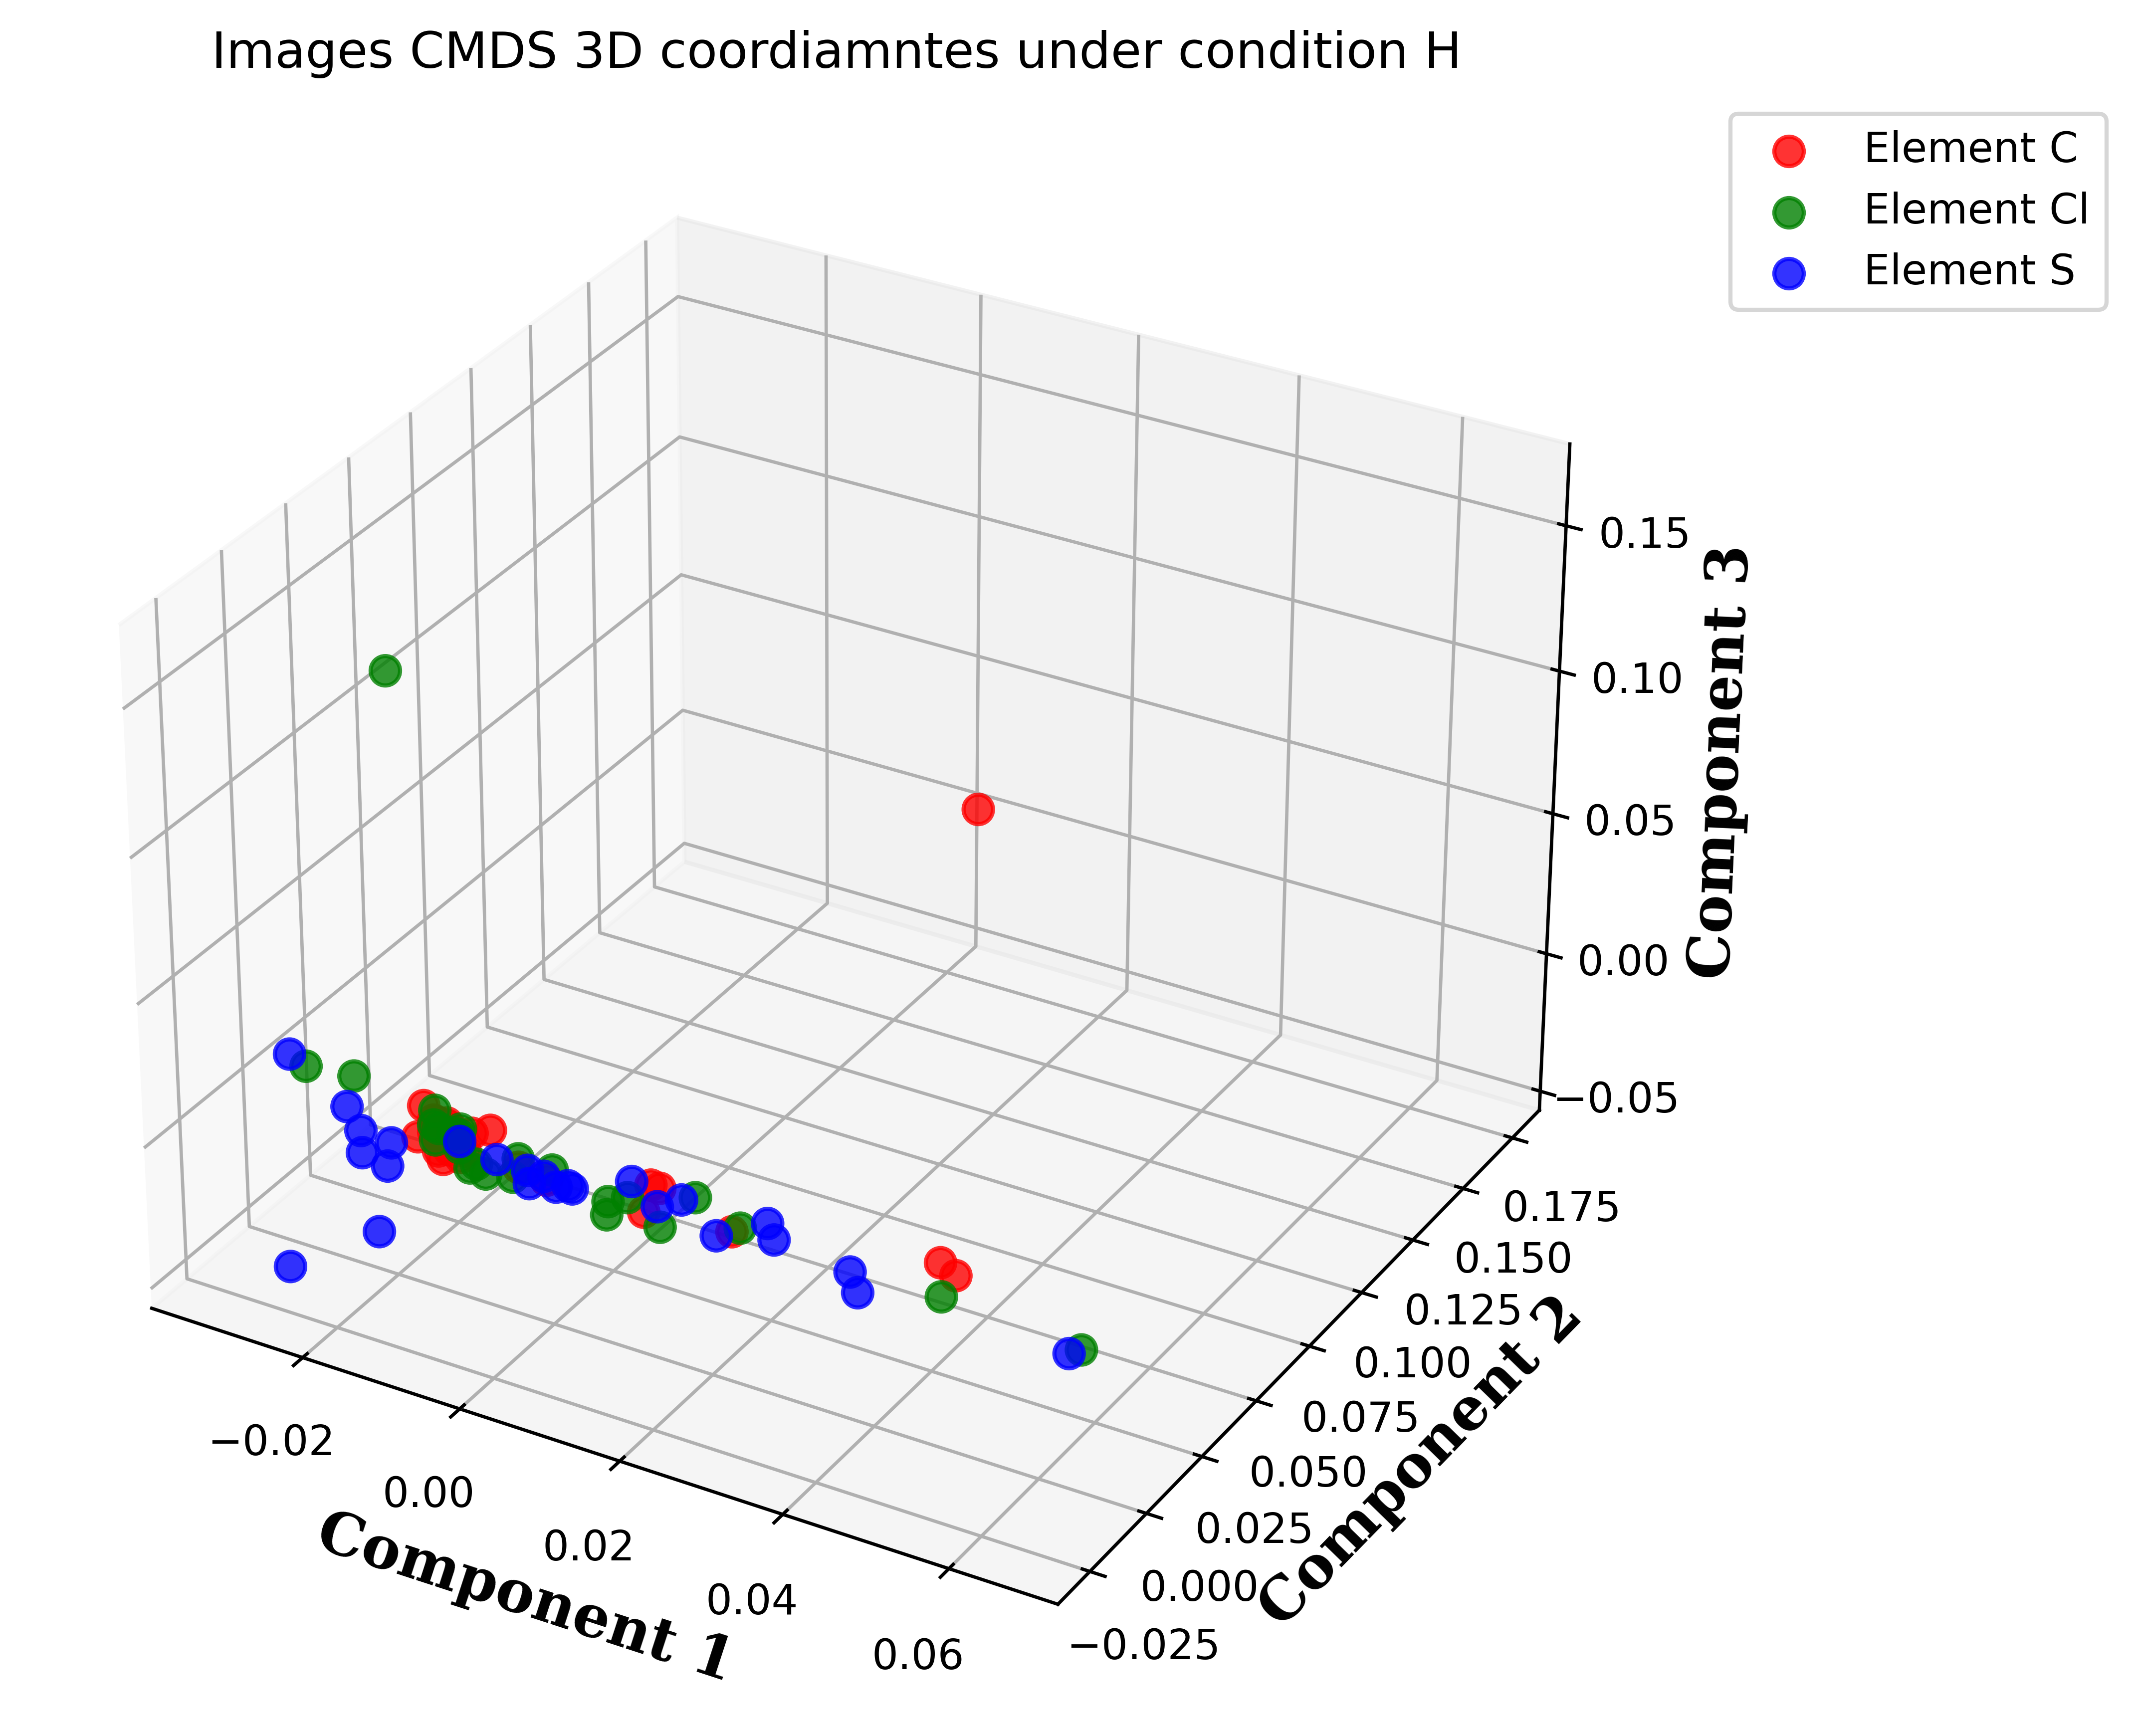 Images CMDS 3D coordiamntes under condition H
Element C
Element Cl
Element S
0.15
0.10
0.05
0.00
−0.05
Component 3
0.175
0.150
0.125
0.100
0.075
0.050
0.025
0.000
−0.025
Component 2
−0.02
0.00
0.02
0.04
0.06
Component 1